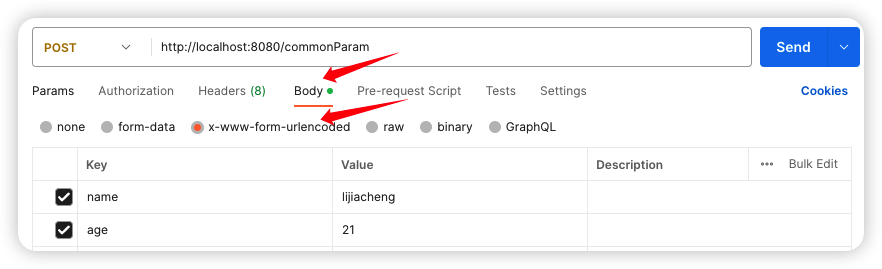 POST http://localhost:8080/commonParam Send
Params Authorization Headers (8) Body Pre-request Script Tests Settings Cookies
none form-data x-www-form-urlencoded raw binary GraphQL
Key Value Description ••• Bulk Edit
name lijiacheng
age 21